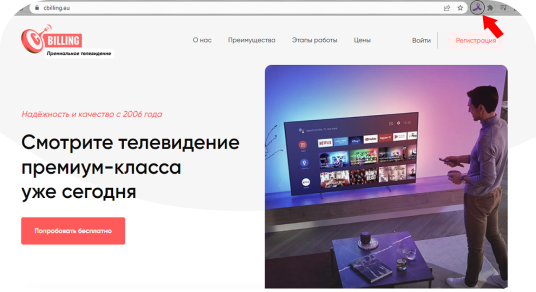 cbilling.eu
BILLING
Премиальное телевидение
О нас
Преимущества
Этапы работы
Цены
Войти
Регистрация
Надёжность и качество с 2006 года
Смотрите телевидение
премиум-класса
уже сегодня
Попробовать бесплатно
NETFLIX